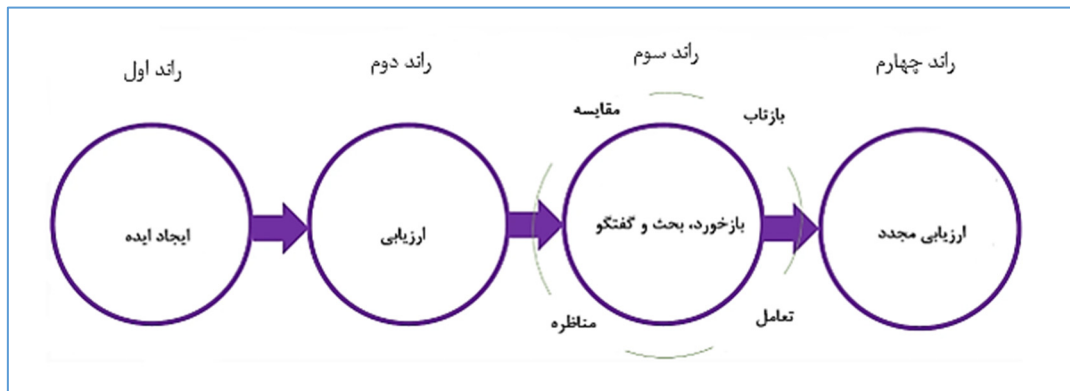 راند اول
راند دوم
راند سوم
راند چهارم
مقایسه
بازتاب
ایجاد ایده
ارزیابی
بازخورد، بحث و گفتگو
ارزیابی مجدد
مناظره
تعامل